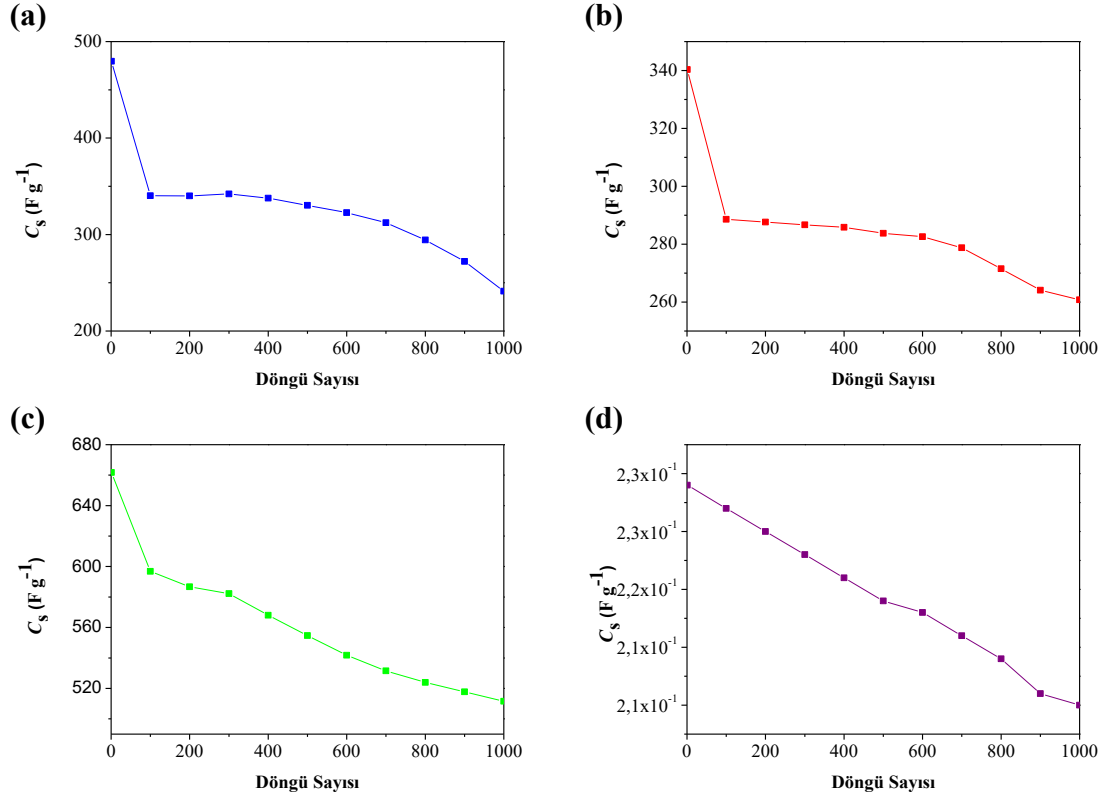 (a)
500
400
300
200
C_s (F g^-1)
0 200 400 600 800 1000
Döngü Sayısı
(b)
340
320
300
280
260
C_s (F g^-1)
0 200 400 600 800 1000
Döngü Sayısı
(c)
680
640
600
560
520
C_s (F g^-1)
0 200 400 600 800 1000
Döngü Sayısı
(d)
2,3x10^-1
2,3x10^-1
2,2x10^-1
2,1x10^-1
2,1x10^-1
C_s (F g^-1)
0 200 400 600 800 1000
Döngü Sayısı